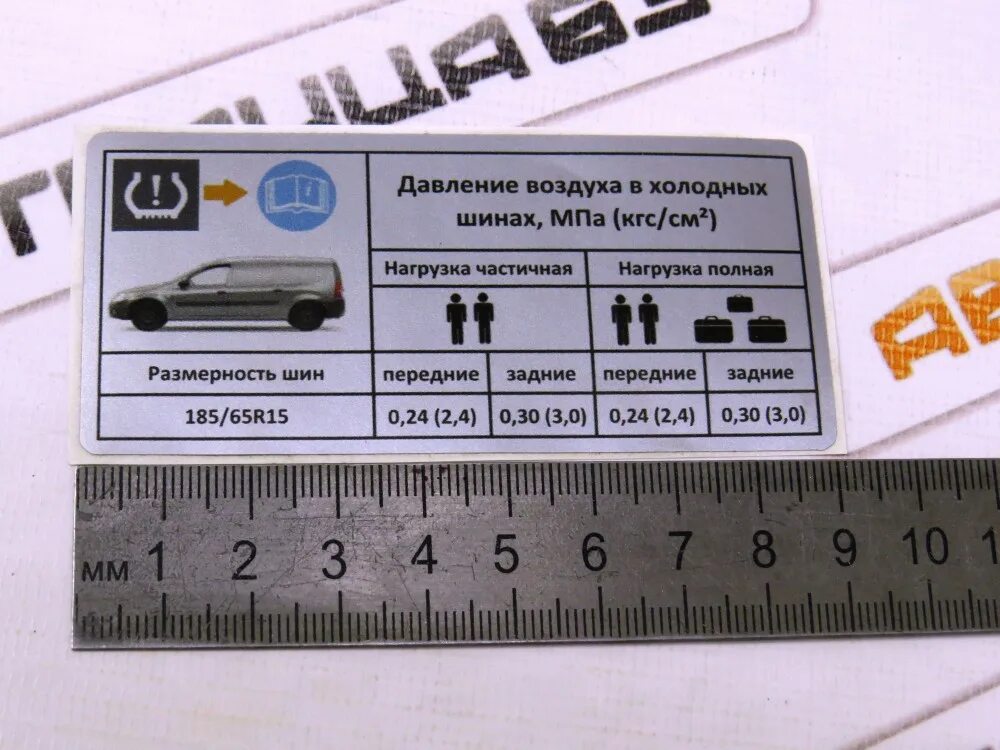 Давление воздуха в холодных
шинах, МПа (кгс/см²)
Нагрузка частичная
Нагрузка полная
Размерность шин
передние
задние
передние
задние
185/65R15
0,24 (2,4)
0,30 (3,0)
0,24 (2,4)
0,30 (3,0)
мм 1 2 3 4 5 6 7 8 9 10